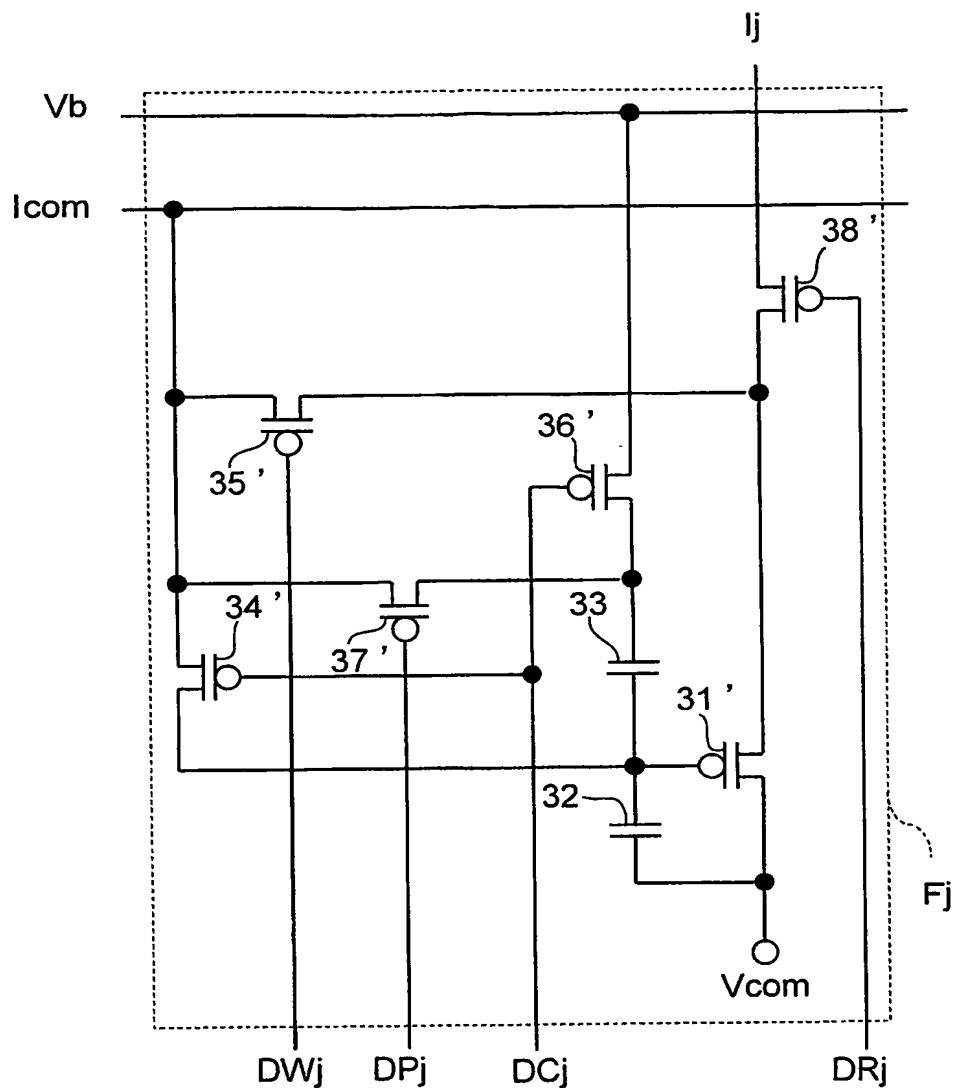 Ij
Vb
Icom
38 '
36 '
35 '
34 '
33
37 '
31 '
32
Fj
Vcom
DWj
DPj
DCj
DRj